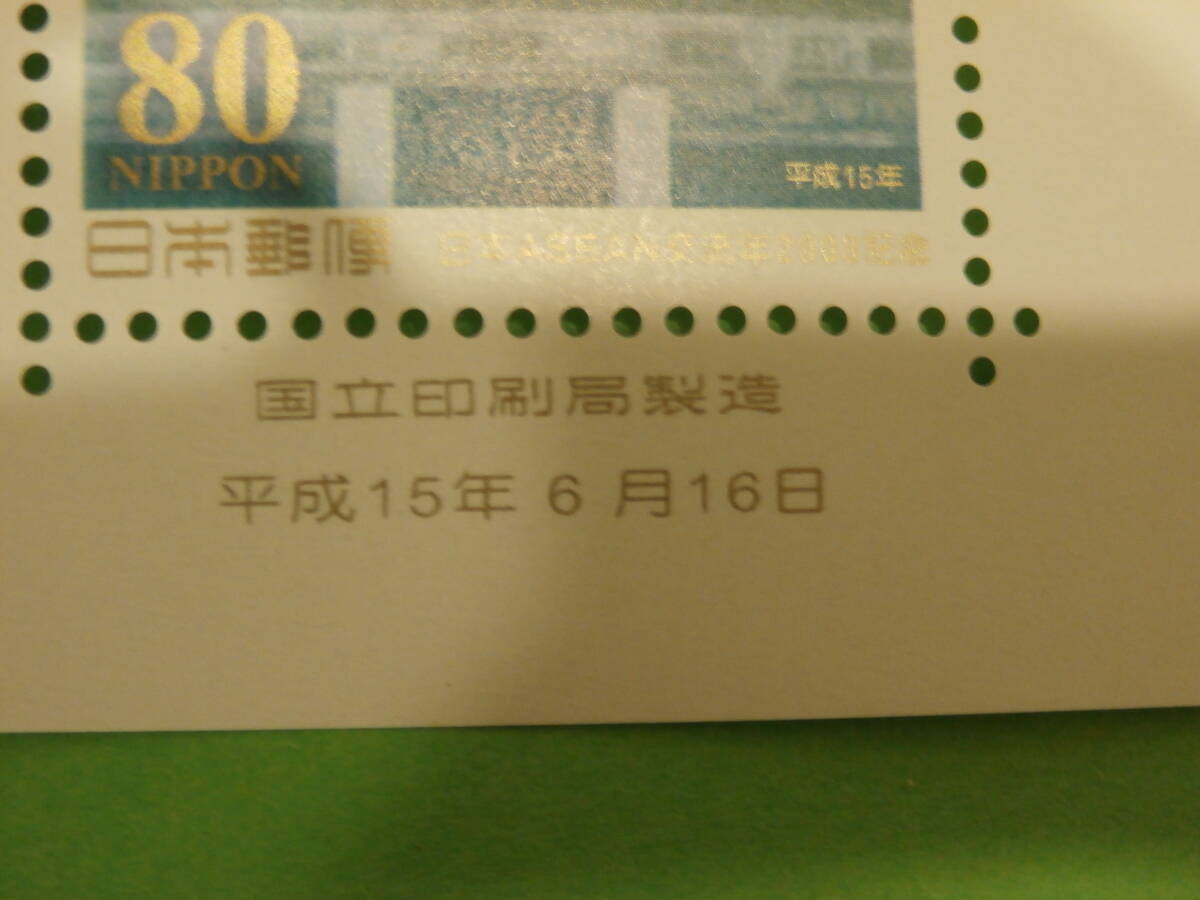 80
NIPPON
平成15年
日本郵便 日本ASEAN交流年2003記念
国立印刷局製造
平成15年 6 月16日